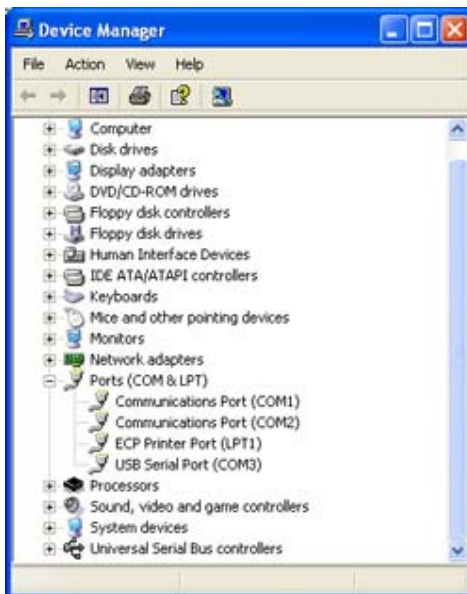 Device Manager
File Action View Help
Computer
Disk drives
Display adapters
DVD/CD-ROM drives
Floppy disk controllers
Floppy disk drives
Human Interface Devices
IDE ATA/ATAPI controllers
Keyboards
Mice and other pointing devices
Monitors
Network adapters
Ports (COM & LPT)
Communications Port (COM1)
Communications Port (COM2)
ECP Printer Port (LPT1)
USB Serial Port (COM3)
Processors
Sound, video and game controllers
System devices
Universal Serial Bus controllers